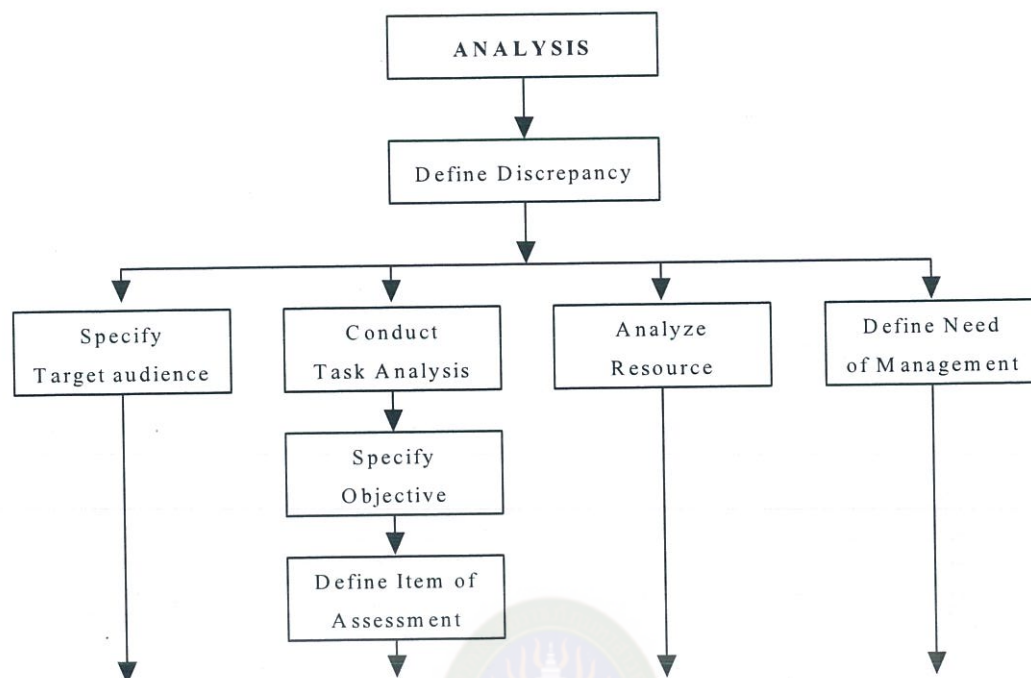 ANALYSIS
Define Discrepancy
Specify
Target audience
Conduct
Task Analysis
Analyze
Resource
Define Need
of Management
Specify
Objective
Define Item of
Assessment